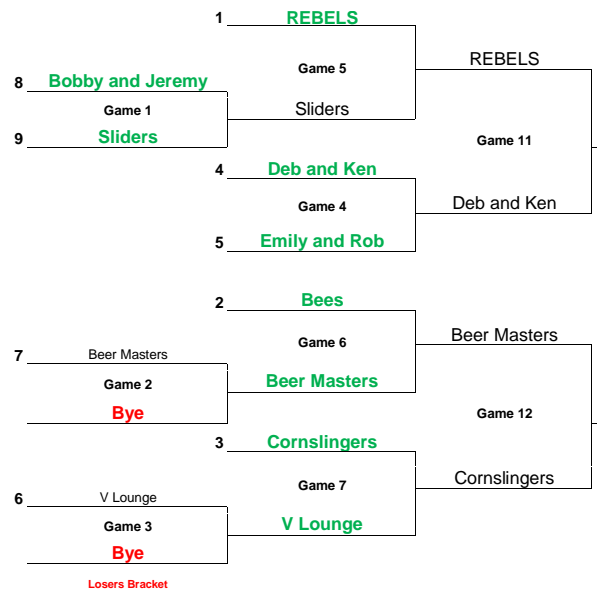 1 REBELS
Game 5
REBELS
8 Bobby and Jeremy
Game 1
Sliders
9 Sliders
Game 11
4 Deb and Ken
Game 4
Deb and Ken
5 Emily and Rob
2 Bees
Game 6
Beer Masters
7 Beer Masters
Game 2
Beer Masters
Bye
Game 12
3 Cornslingers
Game 7
Cornslingers
6 V Lounge
Game 3
V Lounge
Bye
Losers Bracket